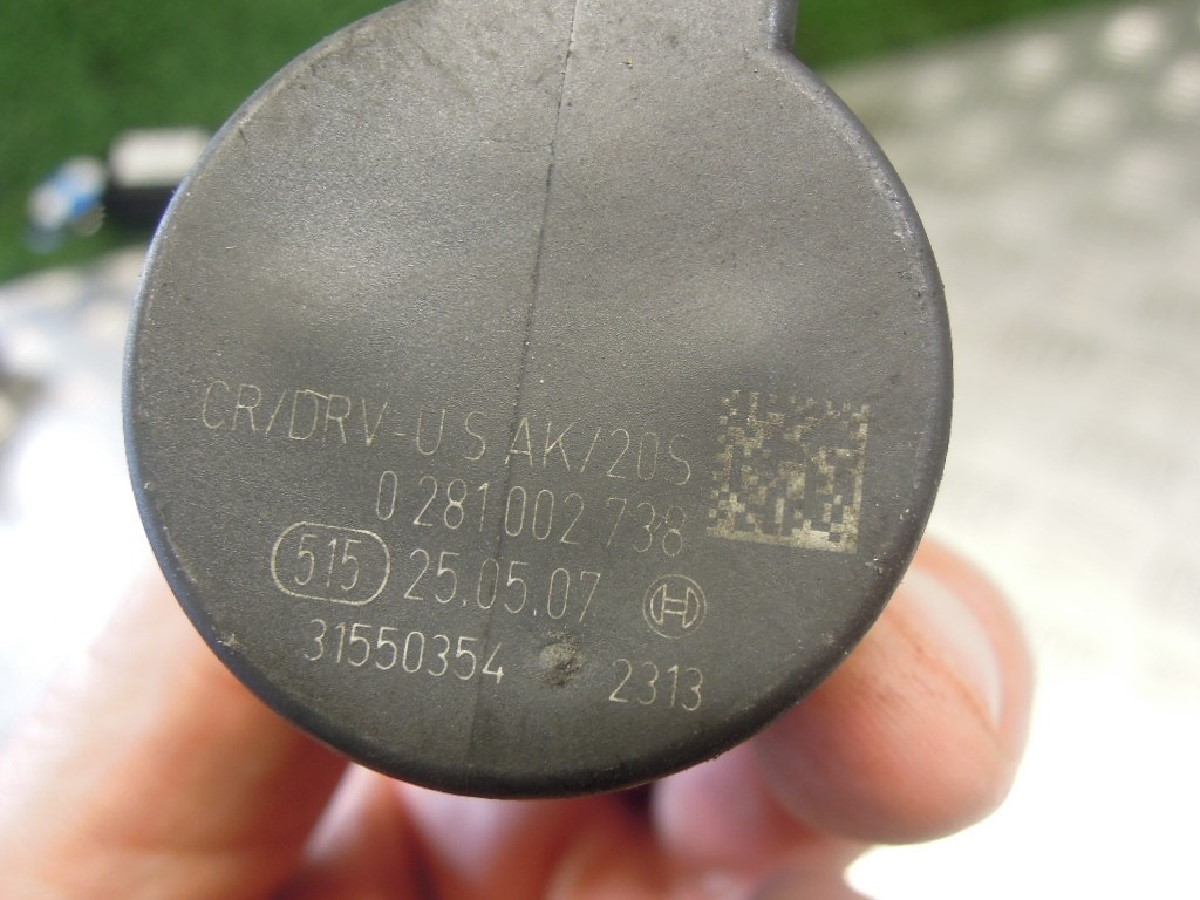 CR/DRV-U S AK/20S
0 281 002 738
515 25.05.07
31550354 2313